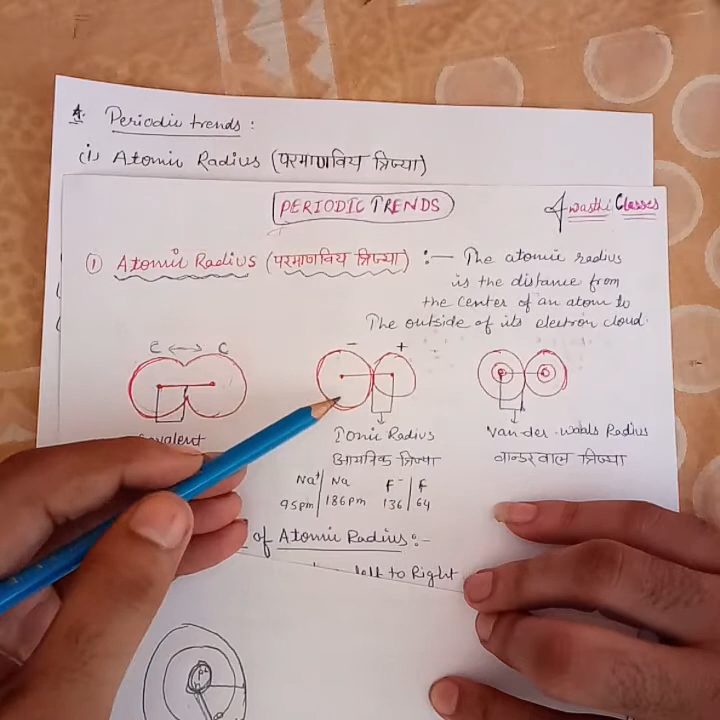 Periodic trends :
(i) Atomic Radius (परमाणविय त्रिज्या)
PERIODIC TRENDS
Awasthi Classes
① Atomic Radius (परमाणविय त्रिज्या) :— The atomic radius
is the distance from
the center of an atom to
The outside of its electron cloud.
C ↔ C
- +
Ionic Radius
Van der-waals Radius
वान्डरवाल त्रिज्या
Na⁺ | Na F⁻ | F
95pm | 186pm 136 | 64
of Atomic Radius:-
left to Right